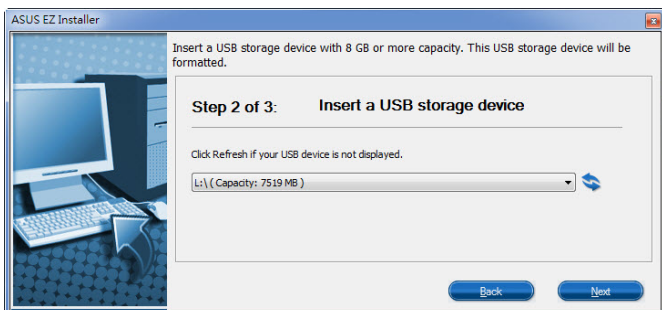 ASUS EZ Installer
Insert a USB storage device with 8 GB or more capacity. This USB storage device will be
formatted.
Step 2 of 3: Insert a USB storage device
Click Refresh if your USB device is not displayed.
L:\ ( Capacity: 7519 MB )
Back Next